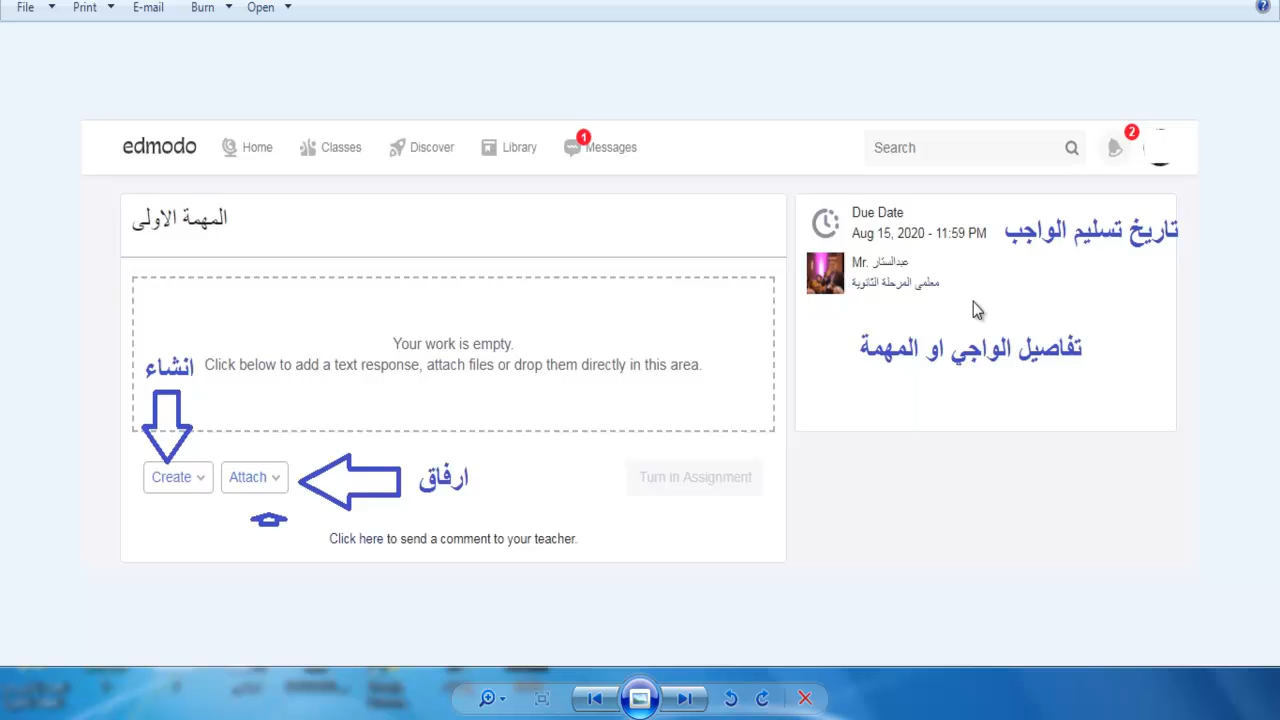 File Print E-mail Burn Open
edmodo Home Classes Discover Library 1 Messages Search 2
المهمة الاولى
Due Date
Aug 15, 2020 - 11:59 PM
تاريخ تسليم الواجب
Mr. عبدالستار
معلمي المرحلة الثانوية
Your work is empty.
Click below to add a text response, attach files or drop them directly in this area.
انشاء
تفاصيل الواجي او المهمة
Create Attach
ارفاق
Turn in Assignment
Click here to send a comment to your teacher.